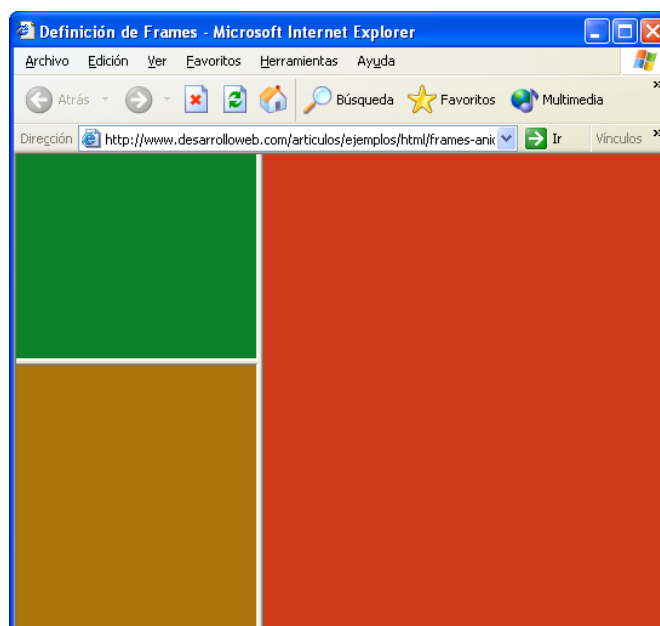 Definición de Frames - Microsoft Internet Explorer
Archivo Edición Ver Favoritos Herramientas Ayuda
Atrás Búsqueda Favoritos Multimedia »
Dirección http://www.desarrolloweb.com/articulos/ejemplos/html/frames-anid Ir Vínculos »